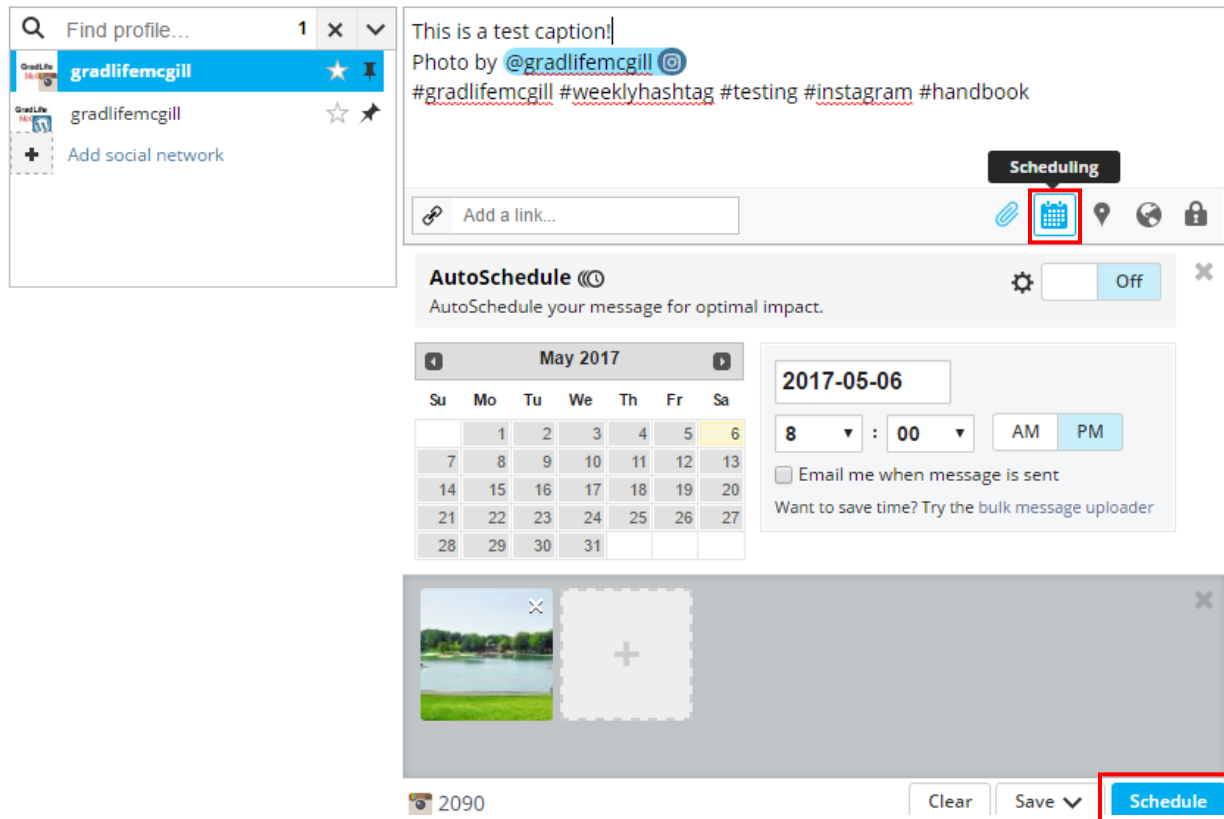 Find profile... 1
gradlifemcgill
gradlifemcgill
Add social network
This is a test caption!
Photo by @gradlifemcgill
#gradlifemcgill #weeklyhashtag #testing #instagram #handbook
Scheduling
Add a link...
AutoSchedule
Off
AutoSchedule your message for optimal impact.
May 2017
Su Mo Tu We Th Fr Sa
1 2 3 4 5 6
7 8 9 10 11 12 13
14 15 16 17 18 19 20
21 22 23 24 25 26 27
28 29 30 31
2017-05-06
8 : 00 AM PM
Email me when message is sent
Want to save time? Try the bulk message uploader
2090
Clear Save Schedule